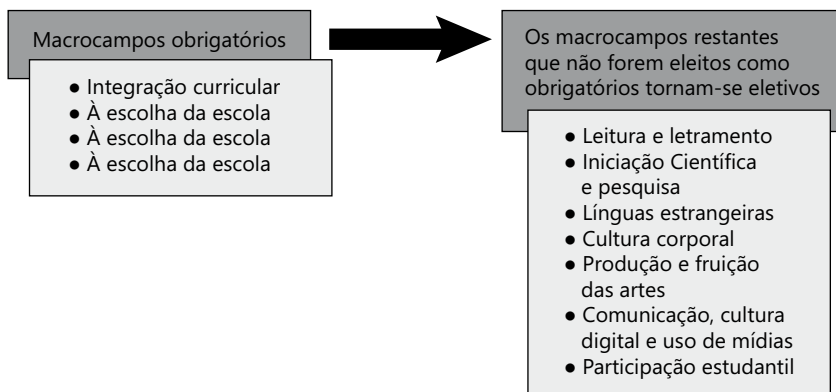 Macrocampos obrigatórios
● Integração curricular
● À escolha da escola
● À escolha da escola
● À escolha da escola
Os macrocampos restantes
que não forem eleitos como
obrigatórios tornam-se eletivos
● Leitura e letramento
● Iniciação Científica
e pesquisa
● Línguas estrangeiras
● Cultura corporal
● Produção e fruição
das artes
● Comunicação, cultura
digital e uso de mídias
● Participação estudantil